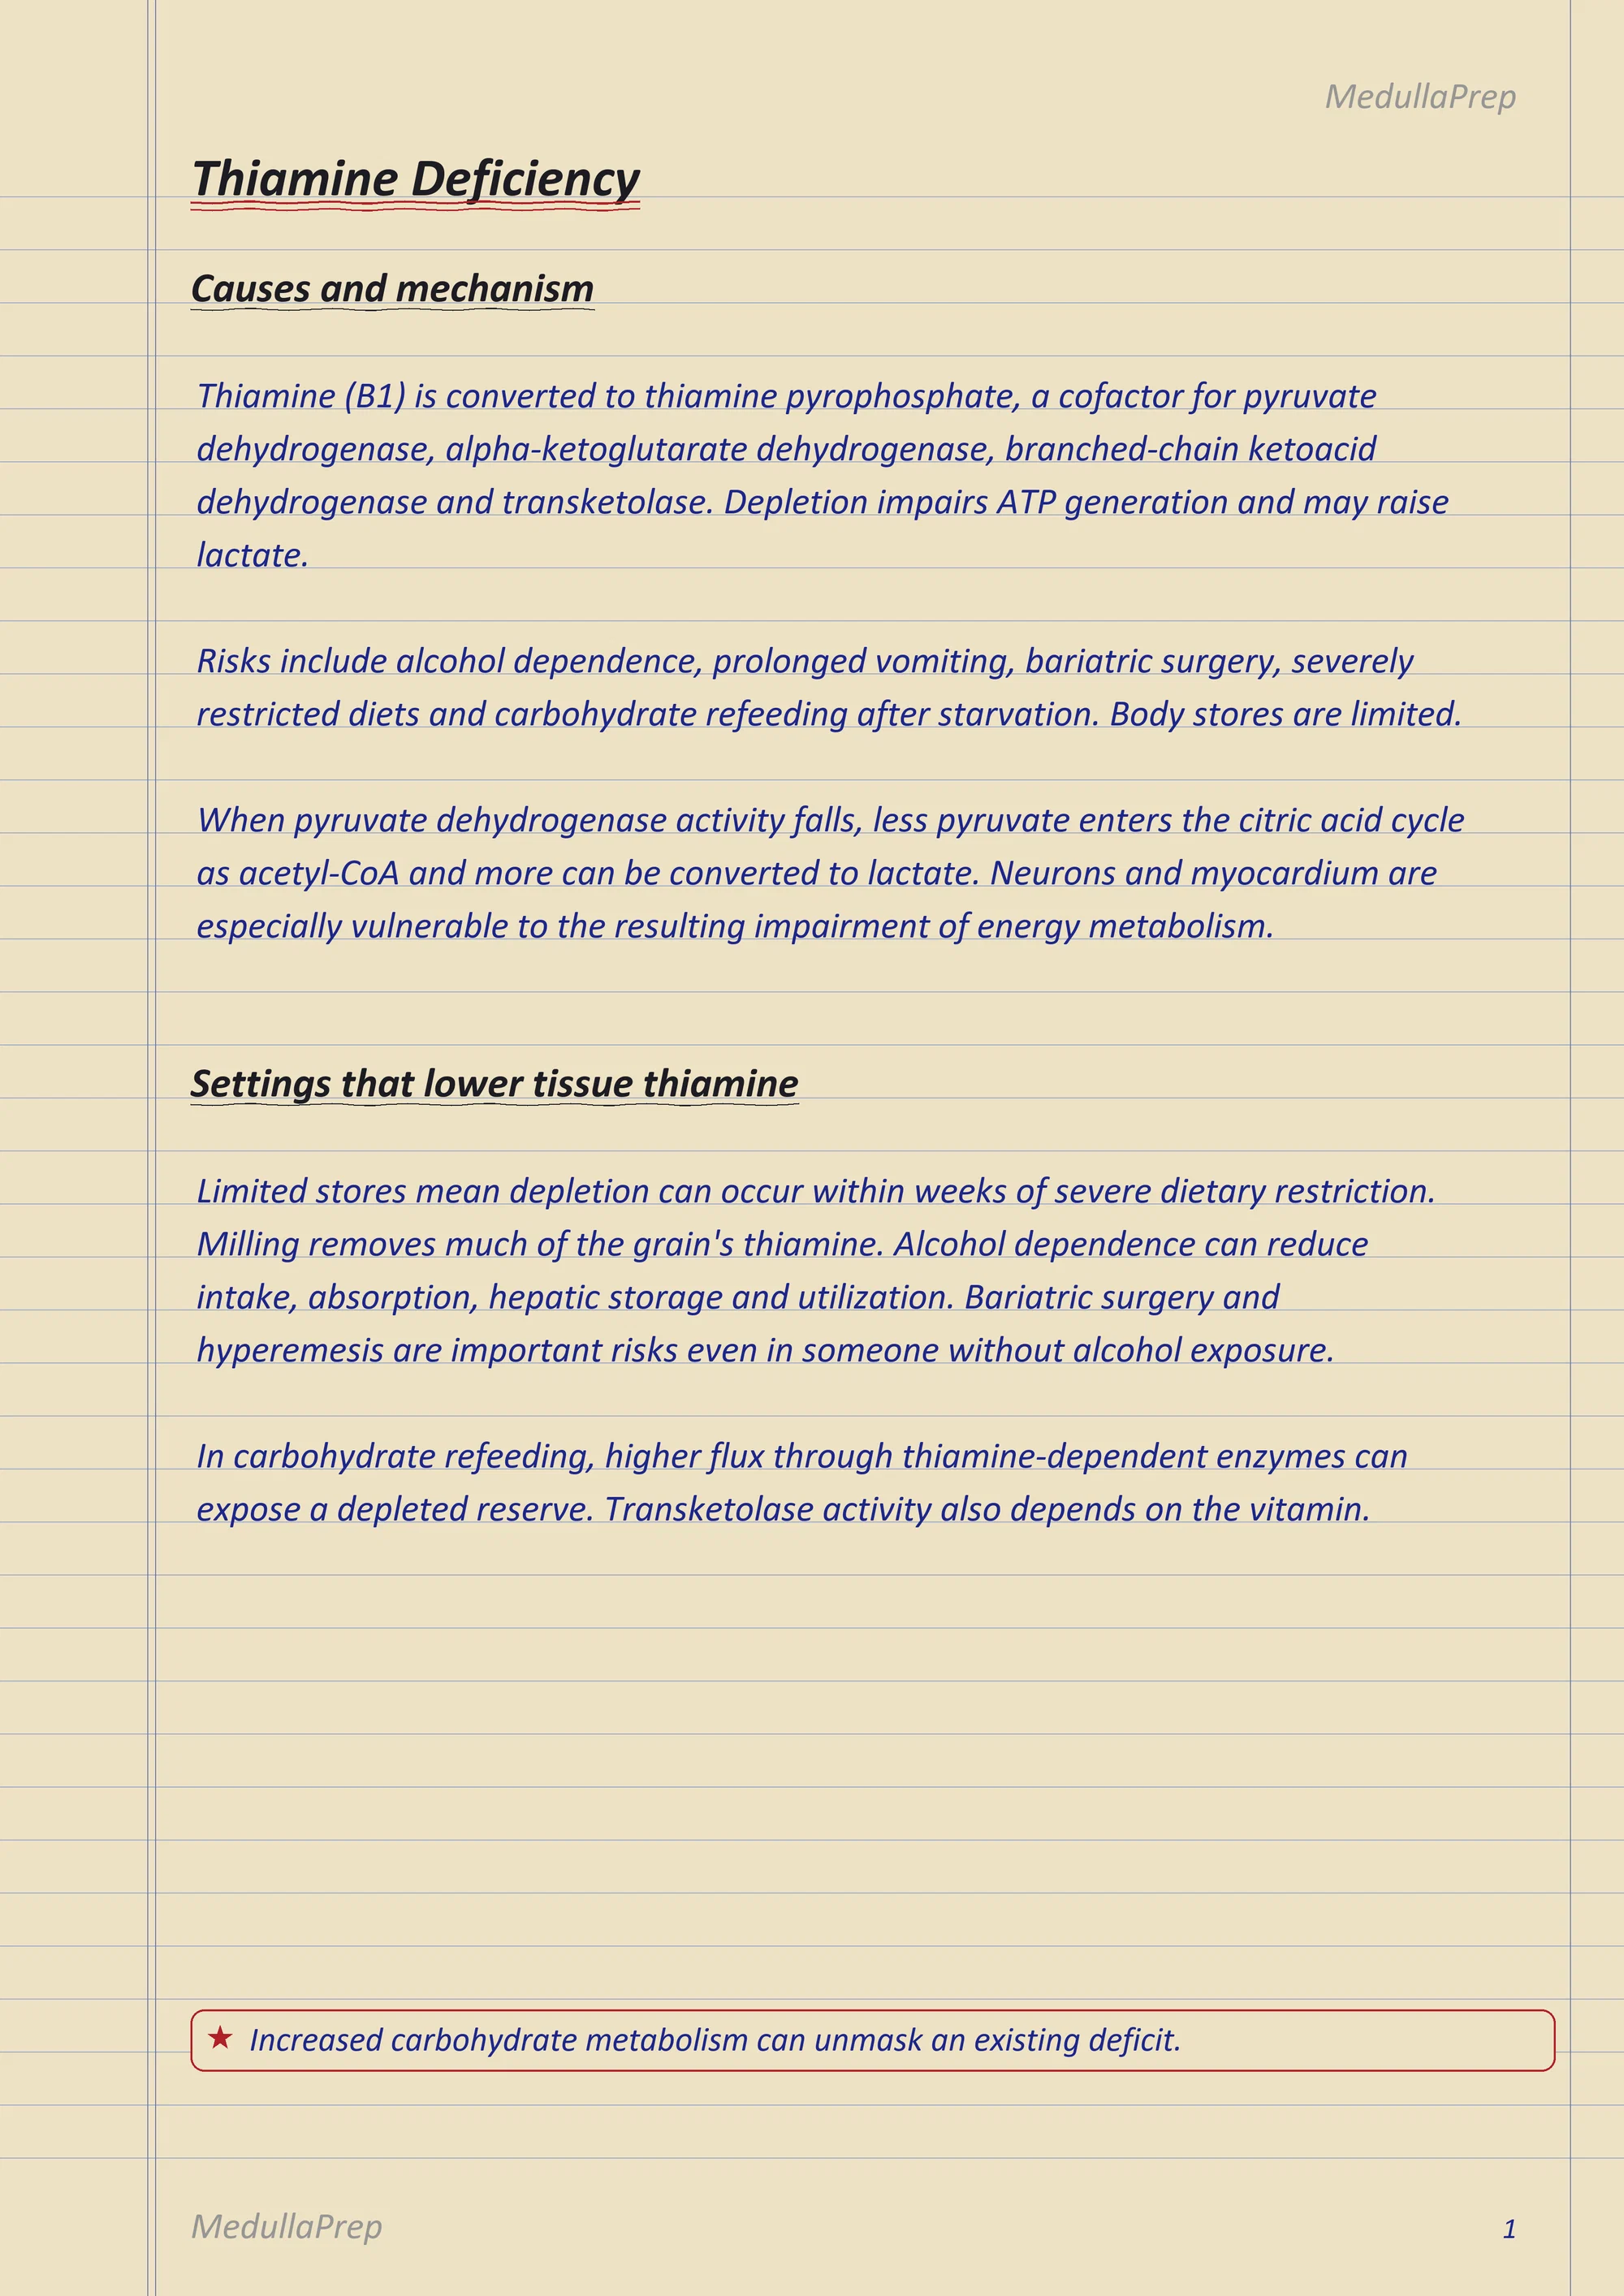 MedullaPrep
Thiamine Deficiency
Causes and mechanism
Thiamine (B1) is converted to thiamine pyrophosphate, a cofactor for pyruvate
dehydrogenase, alpha-ketoglutarate dehydrogenase, branched-chain ketoacid
dehydrogenase and transketolase. Depletion impairs ATP generation and may raise
lactate.
Risks include alcohol dependence, prolonged vomiting, bariatric surgery, severely
restricted diets and carbohydrate refeeding after starvation. Body stores are limited.
When pyruvate dehydrogenase activity falls, less pyruvate enters the citric acid cycle
as acetyl-CoA and more can be converted to lactate. Neurons and myocardium are
especially vulnerable to the resulting impairment of energy metabolism.
Settings that lower tissue thiamine
Limited stores mean depletion can occur within weeks of severe dietary restriction.
Milling removes much of the grain's thiamine. Alcohol dependence can reduce
intake, absorption, hepatic storage and utilization. Bariatric surgery and
hyperemesis are important risks even in someone without alcohol exposure.
In carbohydrate refeeding, higher flux through thiamine-dependent enzymes can
expose a depleted reserve. Transketolase activity also depends on the vitamin.
★ Increased carbohydrate metabolism can unmask an existing deficit.
MedullaPrep
1